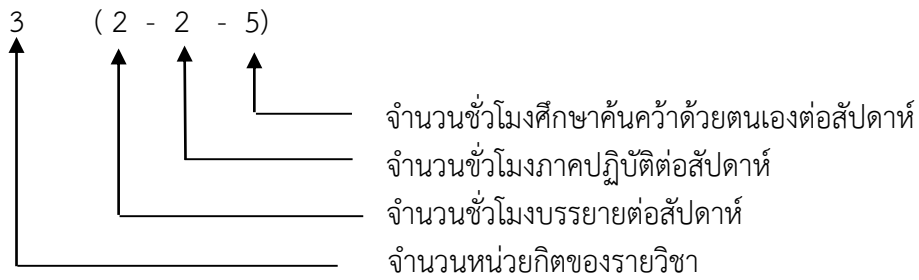 3 (2 - 2 - 5)
จำนวนชั่วโมงศึกษาค้นคว้าด้วยตนเองต่อสัปดาห์
จำนวนขั่วโมงภาคปฏิบัติต่อสัปดาห์
จำนวนชั่วโมงบรรยายต่อสัปดาห์
จำนวนหน่วยกิตของรายวิชา